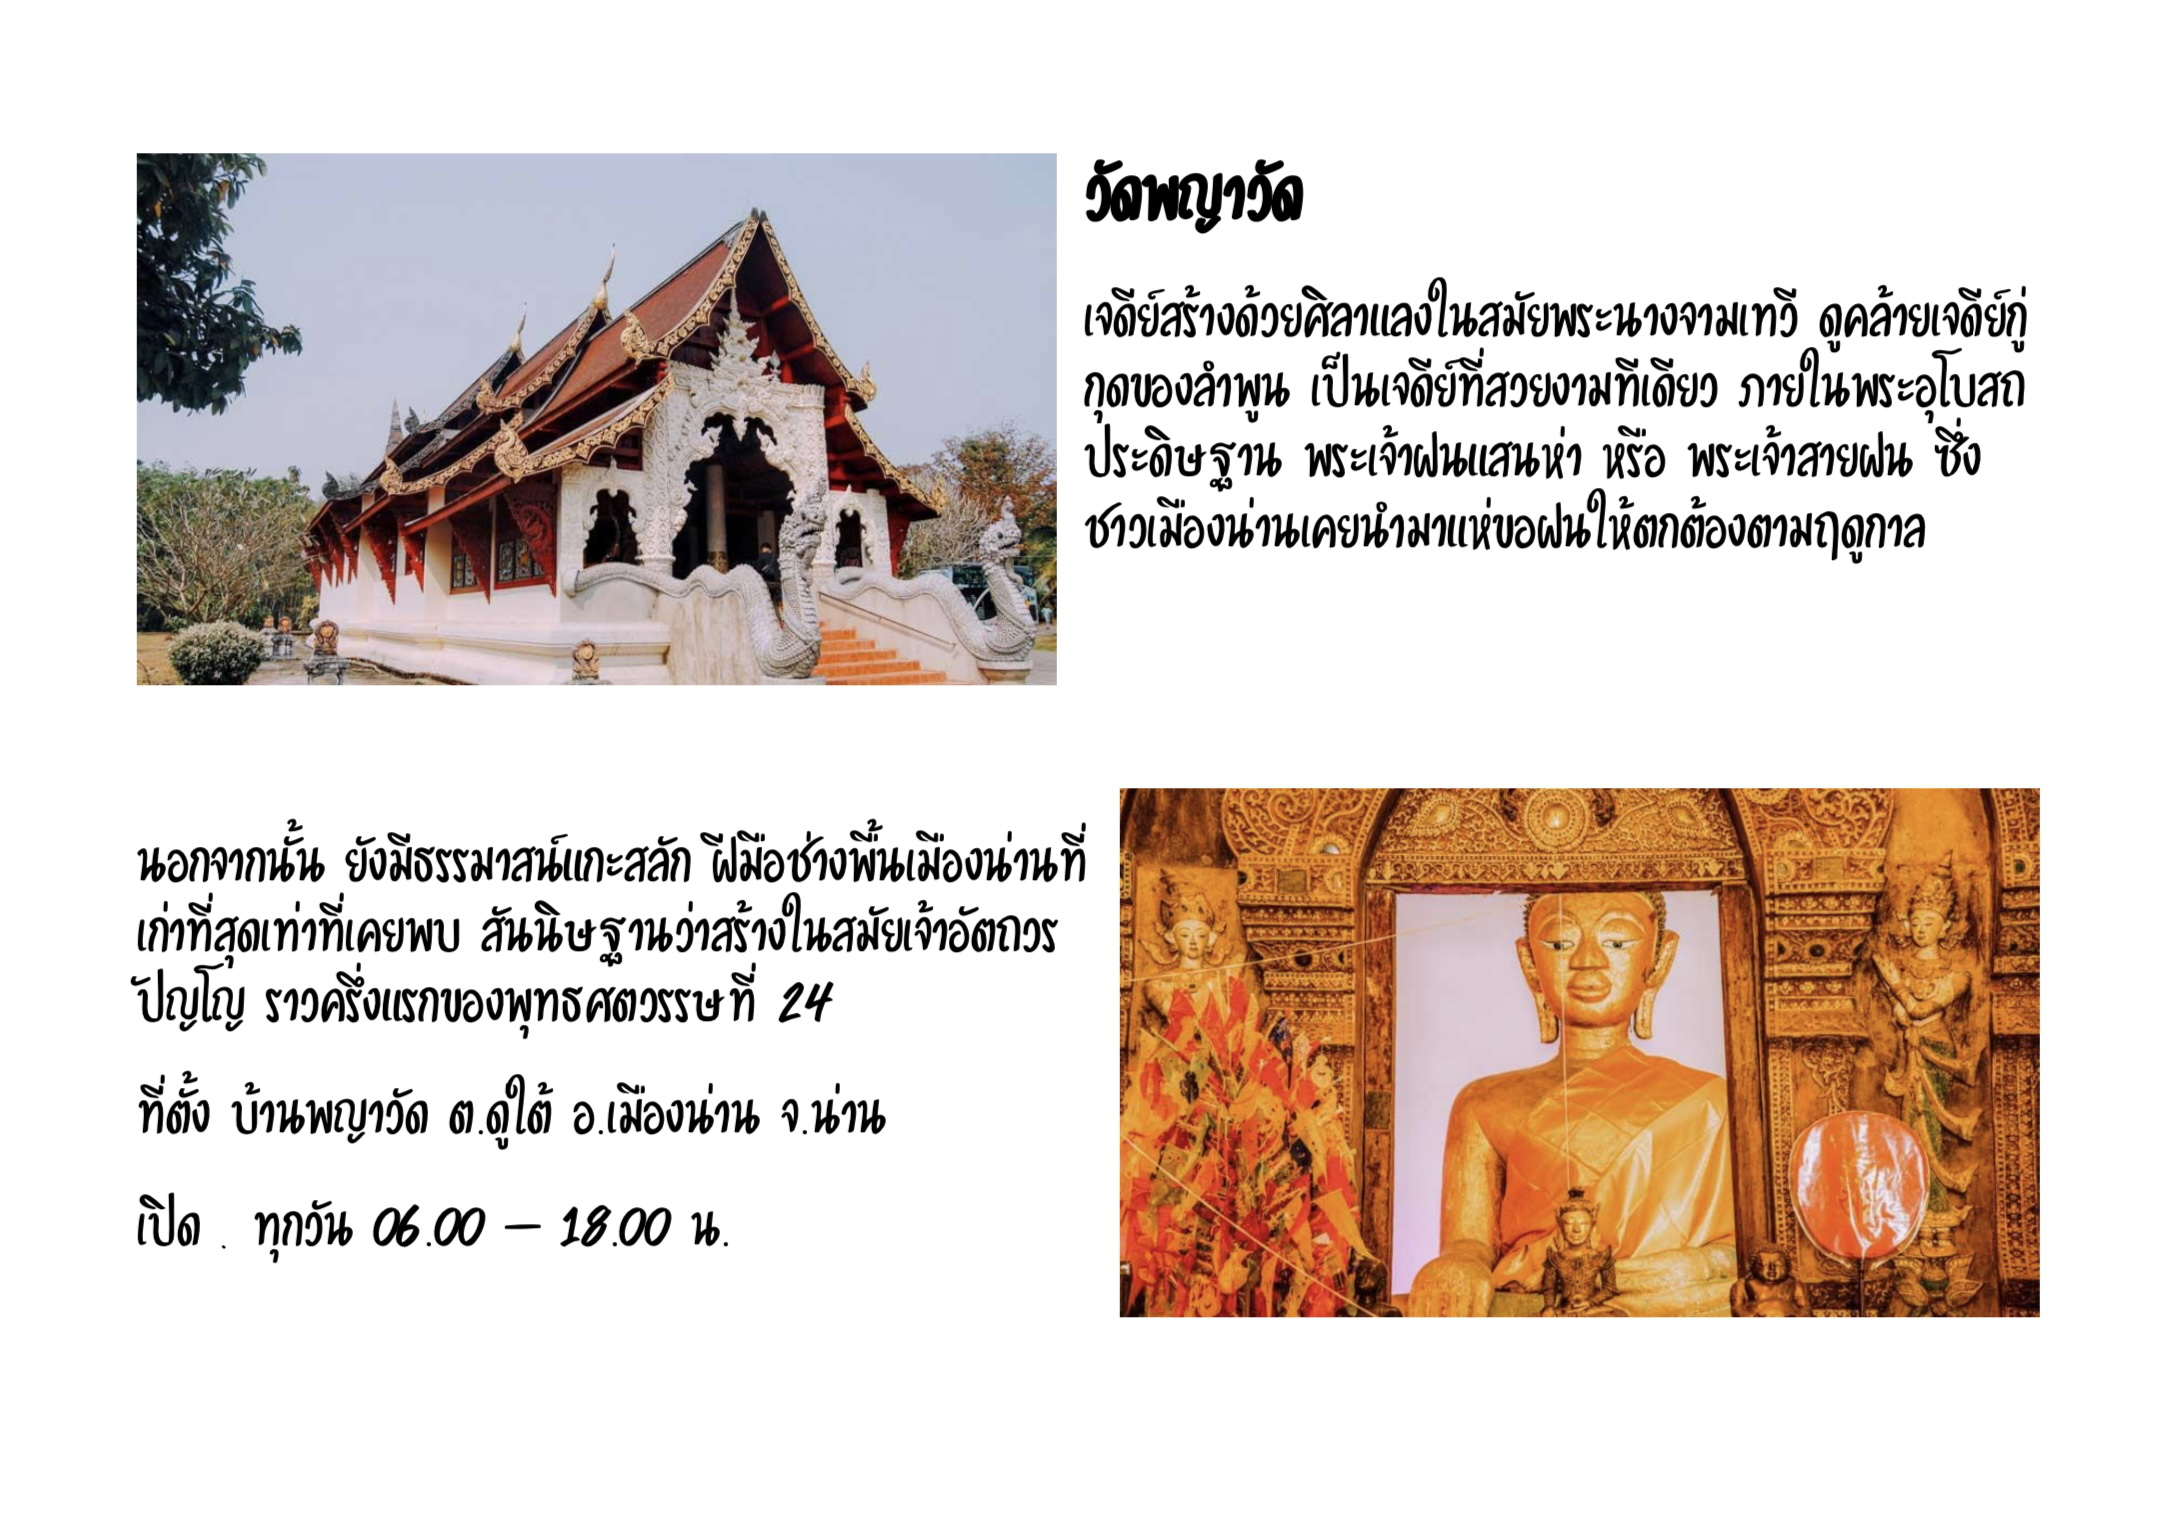 วัดพญาวัด
เจดีย์สร้างด้วยศิลาแลงในสมัยพระนางจามเทวี ดูคล้ายเจดีย์กู่
กุดของลำพูน เป็นเจดีย์ที่สวยงามทีเดียว ภายในพระอุโบสถ
ประดิษฐาน พระเจ้าฝนแสนห่า หรือ พระเจ้าสายฝน ซึ่ง
ชาวเมืองน่านเคยนำมาแห่ขอฝนให้ตกต้องตามฤดูกาล
นอกจากนั้น ยังมีธรรมาสน์แกะสลัก ฝีมือช่างพื้นเมืองน่านที่
เก่าที่สุดเท่าที่เคยพบ สันนิษฐานว่าสร้างในสมัยเจ้าอัตถวร
ปัญโญ ราวครึ่งแรกของพุทธศตวรรษที่ 24
ที่ตั้ง บ้านพญาวัด ต.ดู่ใต้ อ.เมืองน่าน จ.น่าน
เปิด . ทุกวัน 06.00 – 18.00 น.